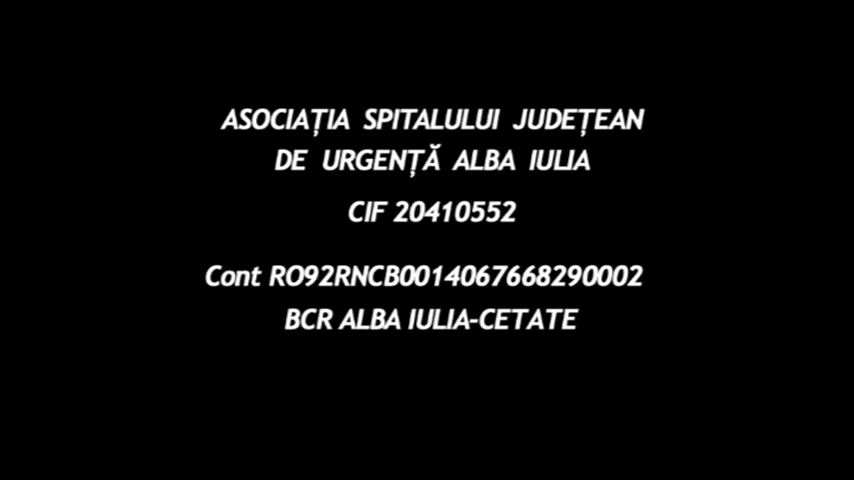 ASOCIAȚIA SPITALULUI JUDEȚEAN
DE URGENȚĂ ALBA IULIA
CIF 20410552
Cont RO92RNCB0014067668290002
BCR ALBA IULIA-CETATE